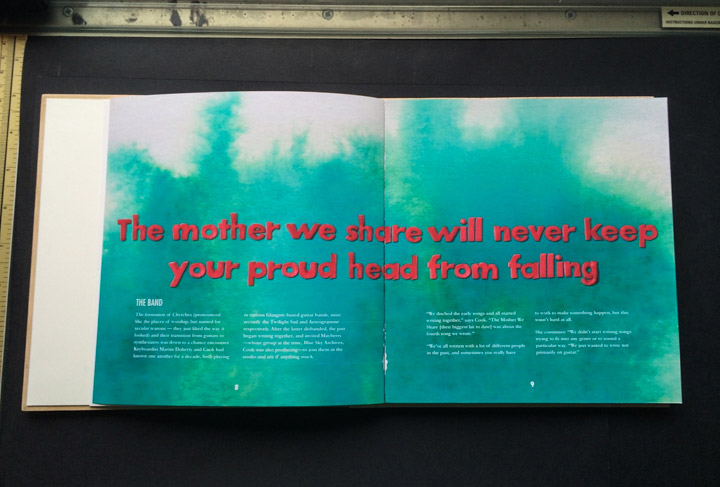 DIRECTION OF
INSTRUCTIONS UNDER
The mother we share will never keep
your proud head from falling
THE BAND
The formation of Chvrches (pronounced
like the places of worship, but named for
secular reasons — they just liked the way it
looked) and their transition from guitars to
synthesizers was down to a chance encounter.
Keyboardist Martin Doherty and Cook had
known one another for a decade, both playing
in various Glasgow-based guitar bands, most
recently the Twilight Sad and Aereogramme
respectively. After the latter disbanded, the pair
began writing together, and invited Mayberry
—whose group at the time, Blue Sky Archives,
Cook was also producing—to join them in the
studio and see if anything stuck.
8
"We ditched the early songs and all started
writing together," says Cook. "The Mother We
Share [their biggest hit to date] was about the
fourth song we wrote."
"We've all written with a lot of different people
in the past, and sometimes you really have
to work to make something happen, but this
wasn't hard at all.
She continues: "We didn't start writing songs
trying to fit into any genre or to sound a
particular way. "We just wanted to write not
primarily on guitar."
9